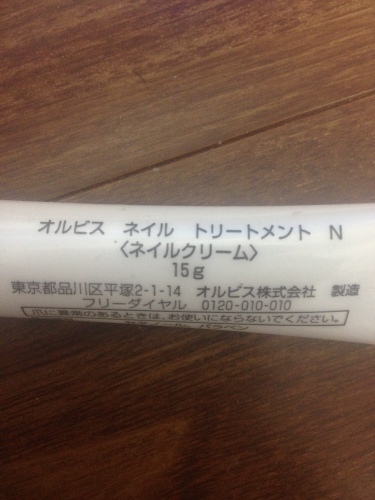 オルビス ネイル トリートメント N
〈ネイルクリーム〉
15g
東京都品川区平塚2-1-14 オルビス株式会社 製造
フリーダイヤル 0120-010-010
爪に異常のあるときは、お使いにならないでください。
パラベン